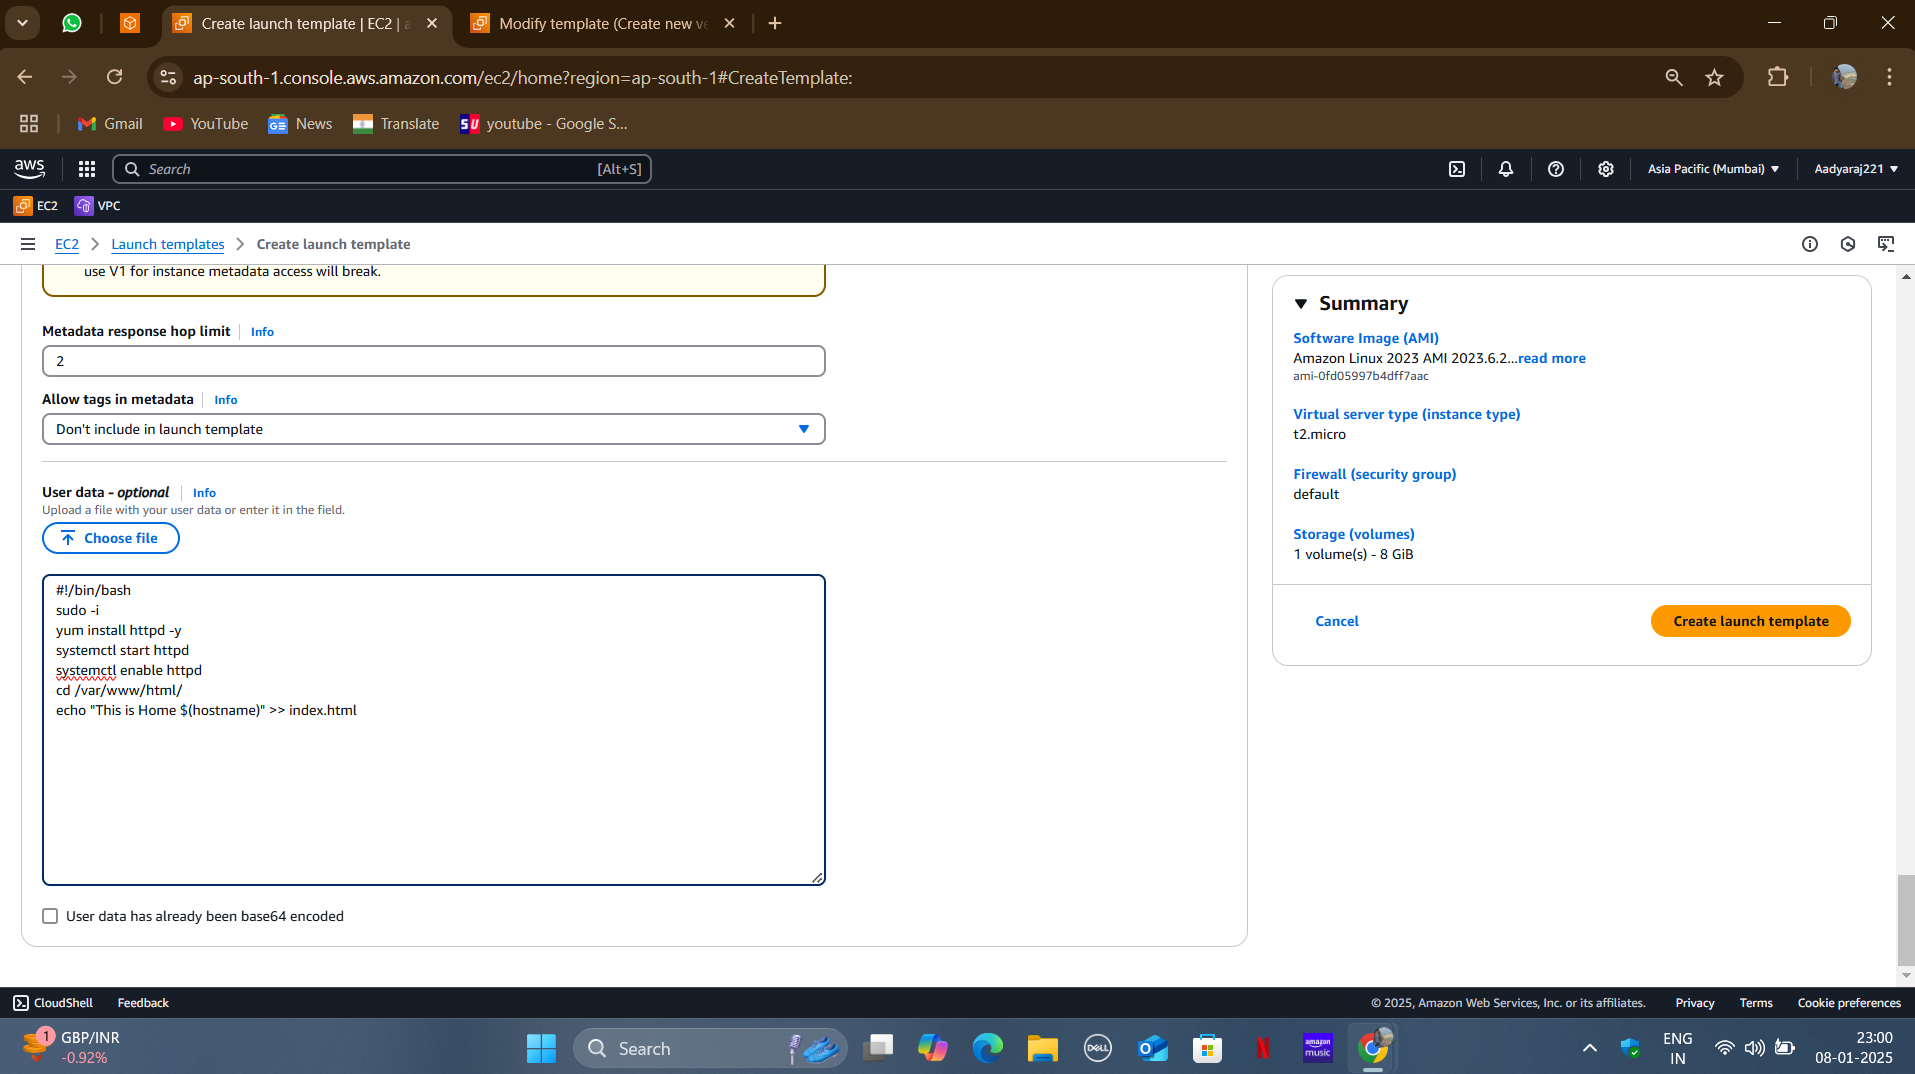 Create launch template | EC2 | a
Modify template (Create new ve
ap-south-1.console.aws.amazon.com/ec2/home?region=ap-south-1#CreateTemplate:
Gmail
YouTube
News
Translate
SU
youtube - Google S...
aws
Search
[Alt+S]
Asia Pacific (Mumbai)
Aadyaraj221
EC2
VPC
EC2
Launch templates
Create launch template
use V1 for instance metadata access will break.
Metadata response hop limit
Info
2
Allow tags in metadata
Info
Don't include in launch template
User data - optional
Info
Upload a file with your user data or enter it in the field.
Choose file
#!/bin/bash
sudo -i
yum install httpd -y
systemctl start httpd
systemctl enable httpd
cd /var/www/html/
echo "This is Home $(hostname)" >> index.html
User data has already been base64 encoded
Summary
Software Image (AMI)
Amazon Linux 2023 AMI 2023.6.2...read more
ami-0fd05997b4dff7aac
Virtual server type (instance type)
t2.micro
Firewall (security group)
default
Storage (volumes)
1 volume(s) - 8 GiB
Cancel
Create launch template
CloudShell
Feedback
© 2025, Amazon Web Services, Inc. or its affiliates.
Privacy
Terms
Cookie preferences
1
GBP/INR
-0.92%
Search
DELL
amazon music
ENG
IN
23:00
08-01-2025